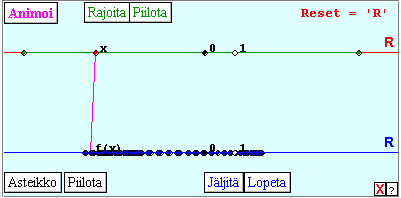 Animoi Rajoita Piilota Reset = 'R'
x 0 1 R
f(x) 0 1 R
Asteikko Piilota Jäljitä Lopeta X ?